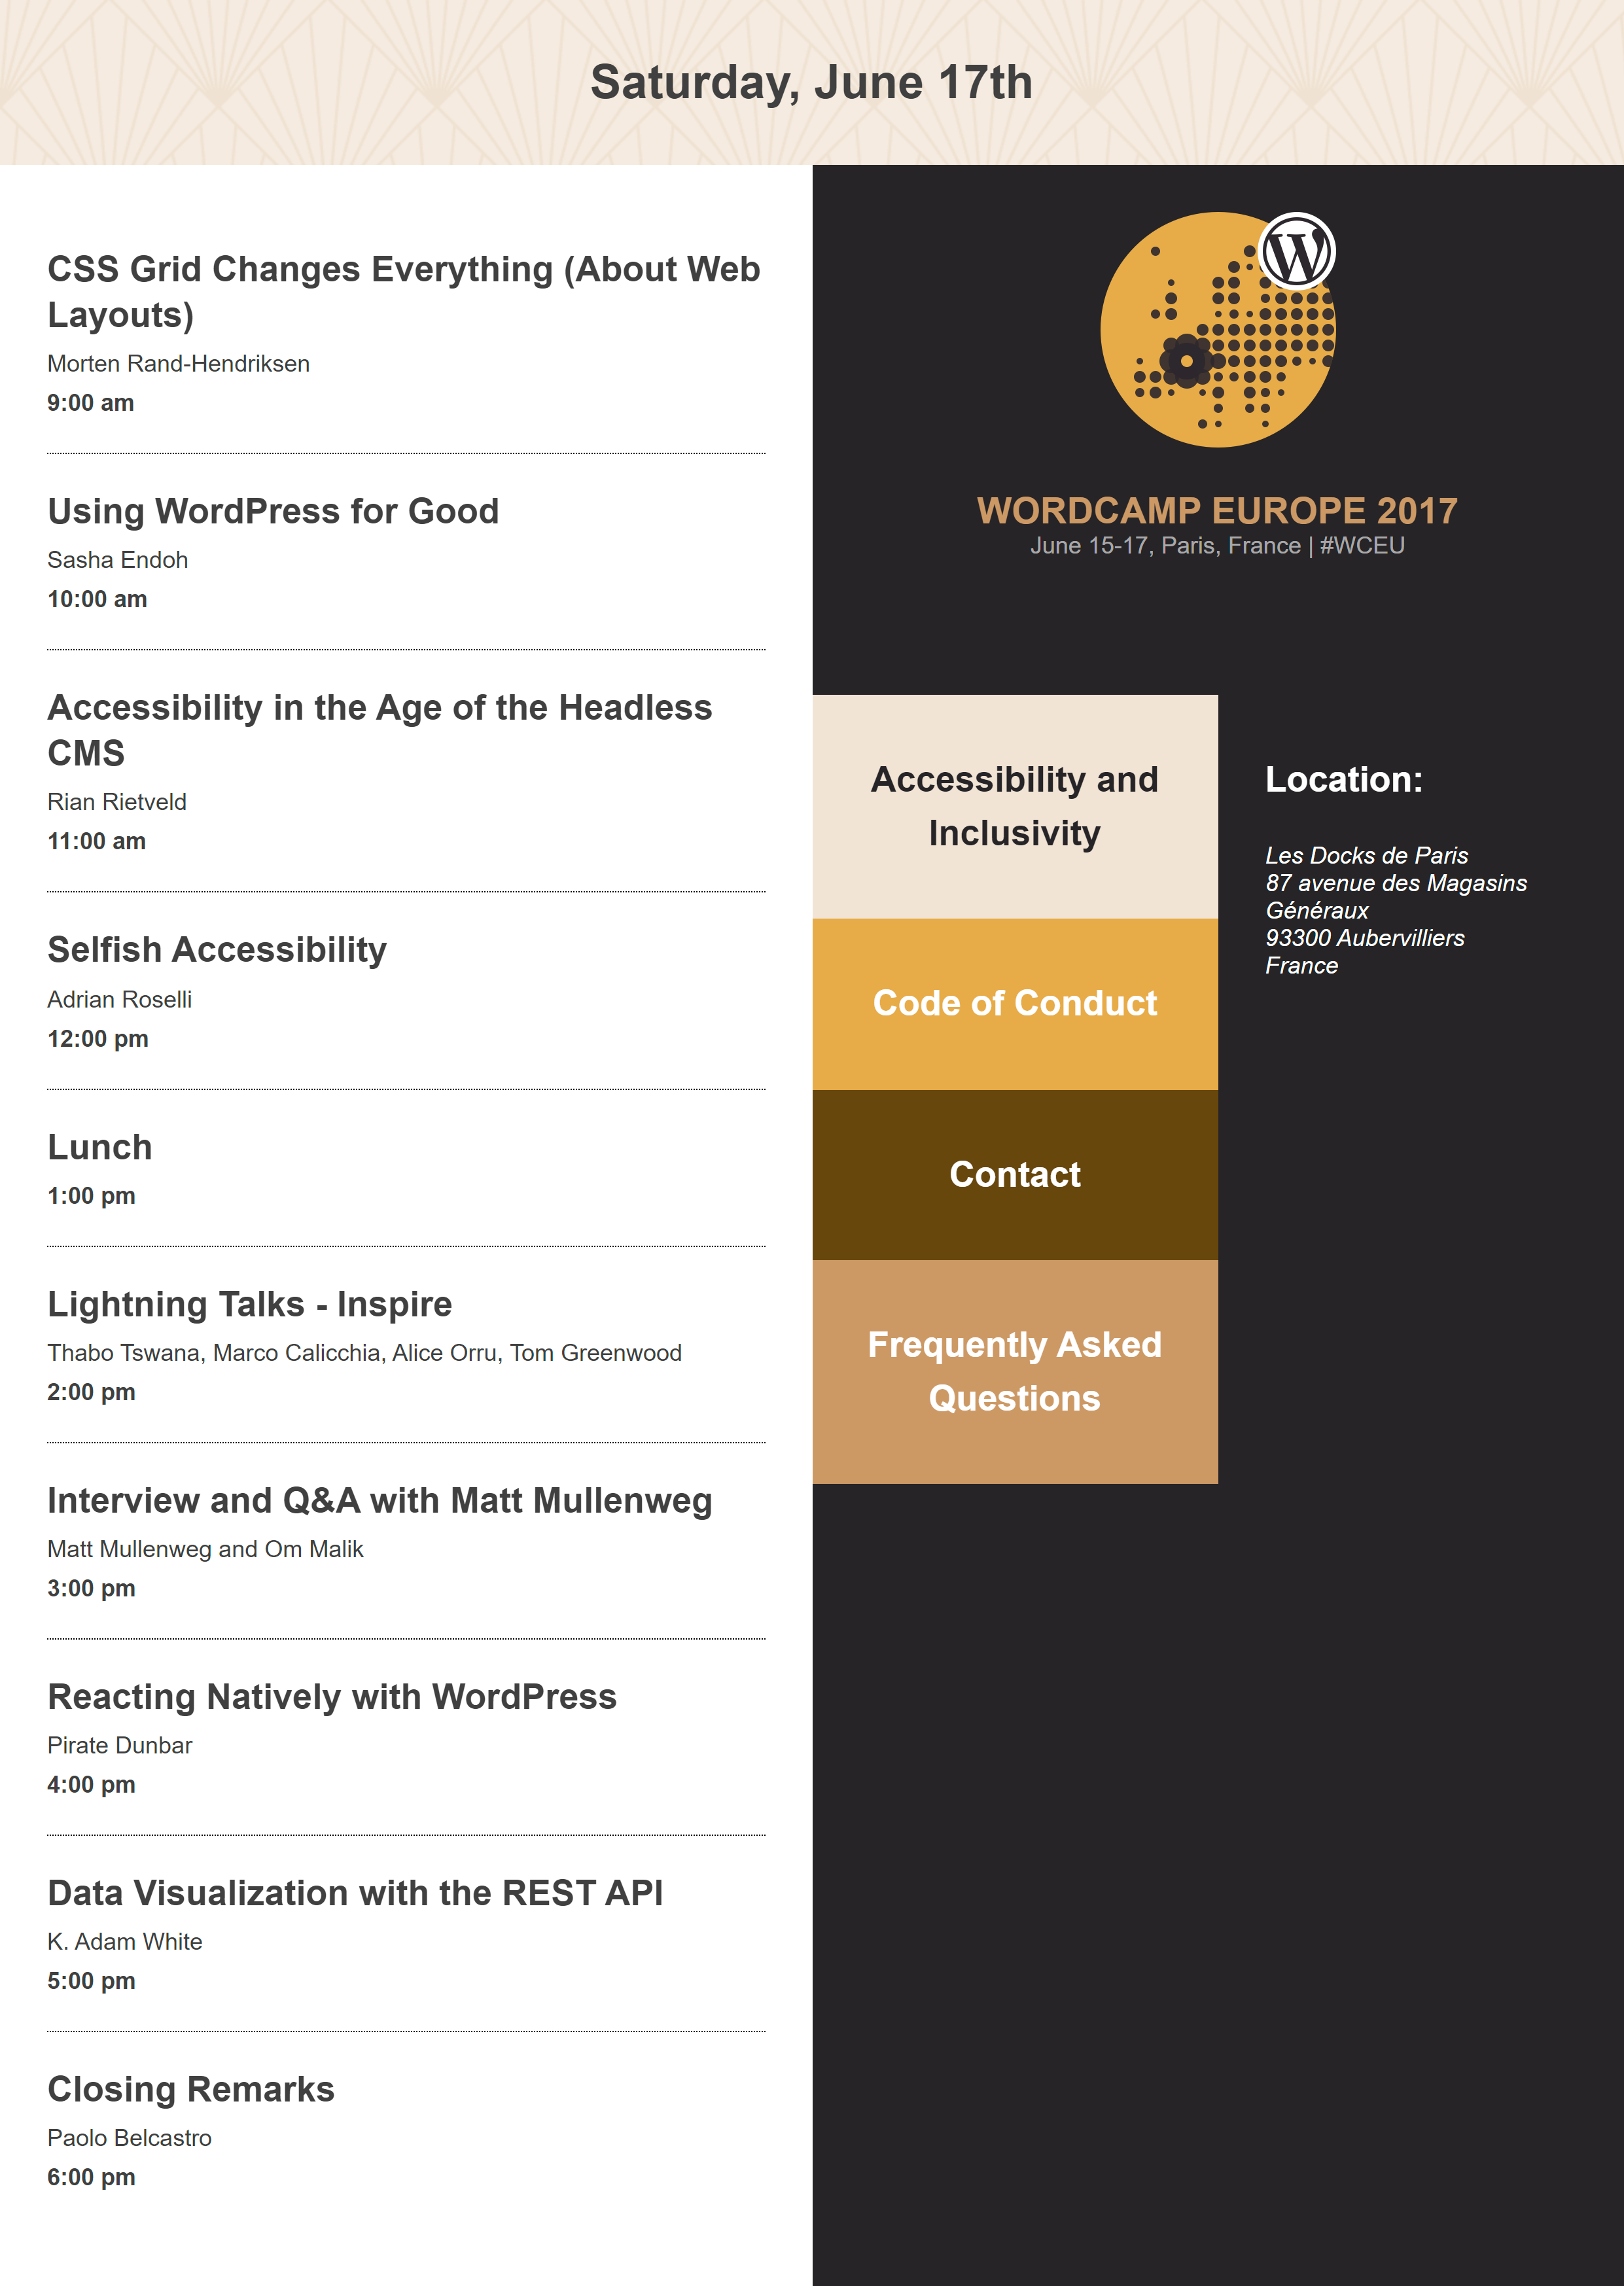 Saturday, June 17th
CSS Grid Changes Everything (About Web
Layouts)
Morten Rand-Hendriksen
9:00 am
Using WordPress for Good
Sasha Endoh
10:00 am
Accessibility in the Age of the Headless
CMS
Rian Rietveld
11:00 am
Selfish Accessibility
Adrian Roselli
12:00 pm
Lunch
1:00 pm
Lightning Talks - Inspire
Thabo Tswana, Marco Calicchia, Alice Orru, Tom Greenwood
2:00 pm
Interview and Q&A with Matt Mullenweg
Matt Mullenweg and Om Malik
3:00 pm
Reacting Natively with WordPress
Pirate Dunbar
4:00 pm
Data Visualization with the REST API
K. Adam White
5:00 pm
Closing Remarks
Paolo Belcastro
6:00 pm
W
WORDCAMP EUROPE 2017
June 15-17, Paris, France | #WCEU
Accessibility and
Inclusivity
Code of Conduct
Contact
Frequently Asked
Questions
Location:
Les Docks de Paris
87 avenue des Magasins
Généraux
93300 Aubervilliers
France